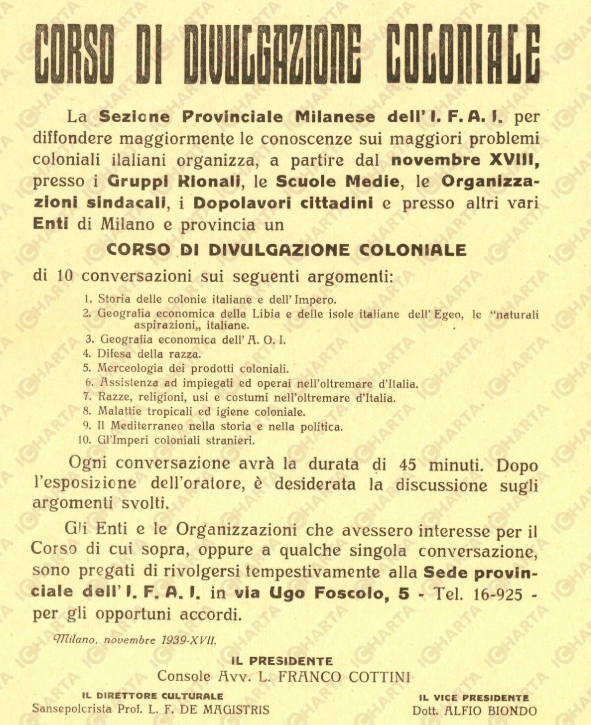 CORSO DI DIVULGAZIONE COLONIALE
La Sezione Provinciale Milanese dell' I. F. A. I. per
diffondere maggiormente le conoscenze sui maggiori problemi
coloniali italiani organizza, a partire dal novembre XVIII,
presso i Gruppi Rionali, le Scuole Medie, le Organizza-
zioni sindacali, i Dopolavori cittadini e presso altri vari
Enti di Milano e provincia un
CORSO DI DIVULGAZIONE COLONIALE
di 10 conversazioni sui seguenti argomenti:
1. Storia delle colonie italiane e dell' Impero.
2. Geografia economica della Libia e delle isole italiane dell' Egeo, le "naturali
aspirazioni„ italiane.
3. Geografia economica dell' A. O. I.
4. Difesa della razza.
5. Merceologia dei prodotti coloniali.
6. Assistenza ad impiegati ed operai nell'oltremare d'Italia.
7. Razze, religioni, usi e costumi nell'oltremare d'Italia.
8. Malattie tropicali ed igiene coloniale.
9. Il Mediterraneo nella storia e nella politica.
10. Gl'Imperi coloniali stranieri.
Ogni conversazione avrà la durata di 45 minuti. Dopo
l'esposizione dell'oratore, è desiderata la discussione sugli
argomenti svolti.
Gli Enti e le Organizzazioni che avessero interesse per il
Corso di cui sopra, oppure a qualche singola conversazione,
sono pregati di rivolgersi tempestivamente alla Sede provin-
ciale dell' I. F. A. I. in via Ugo Foscolo, 5 - Tel. 16-925 -
per gli opportuni accordi.
Milano, novembre 1939-XVII.
IL PRESIDENTE
Console Avv. L. FRANCO COTTINI
IL DIRETTORE CULTURALE
Sansepolcrista Prof. L. F. DE MAGISTRIS
IL VICE PRESIDENTE
Dott. ALFIO BIONDO
ICHARTA